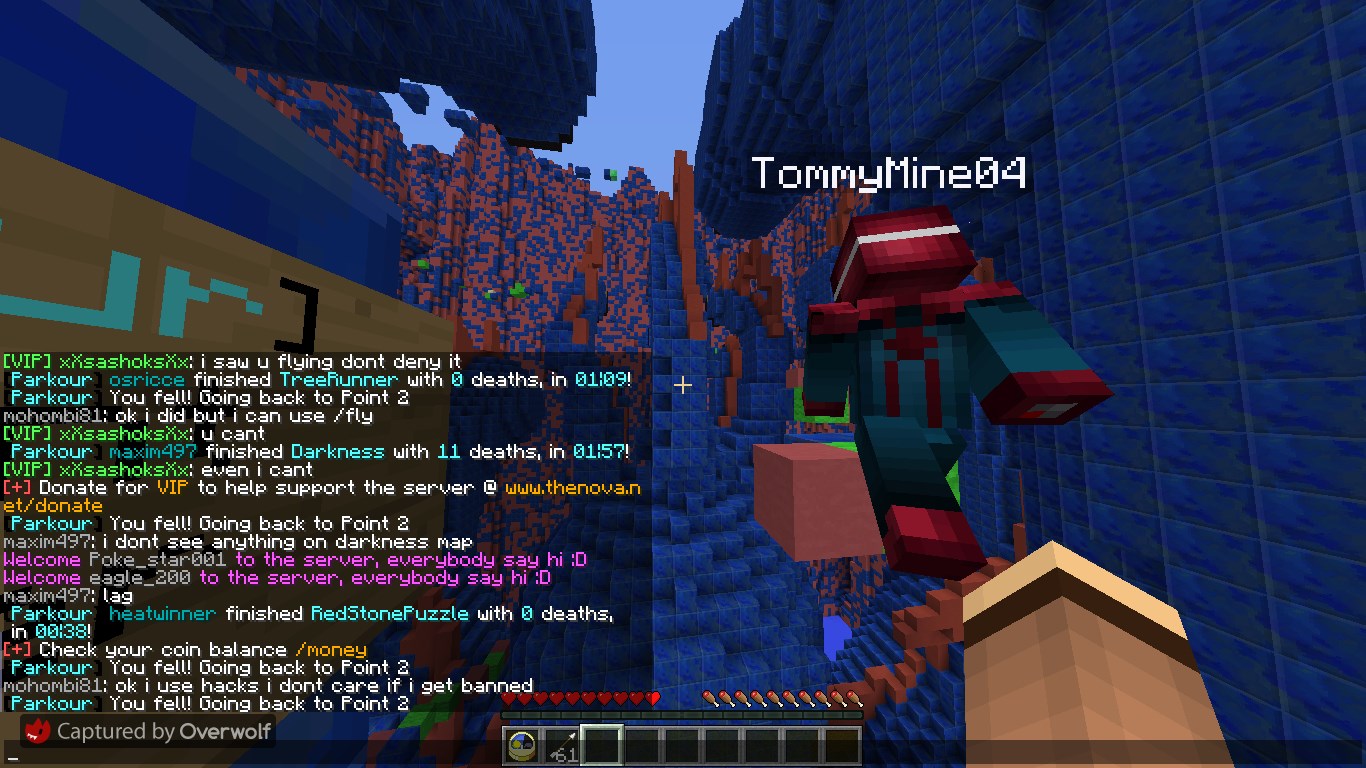 TommyMine04
[VIP] xXsashoksXx: i saw u flying dont deny it
Parkour osricce finished TreeRunner with 0 deaths, in 01:09!
Parkour You fell! Going back to Point 2
mohombi81: ok i did but i can use /fly
[VIP] xXsashoksXx: u cant
Parkour maxim497 finished Darkness with 11 deaths, in 01:57!
[VIP] xXsashoksXx: even i cant
[+] Donate for VIP to help support the server @ www.thenova.n
et/donate
Parkour You fell! Going back to Point 2
maxim497: i dont see anything on darkness map
Welcome Poke_star001 to the server, everybody say hi :D
Welcome eagle_200 to the server, everybody say hi :D
maxim497: lag
Parkour heatwinner finished RedStonePuzzle with 0 deaths,
in 00:38!
[+] Check your coin balance /money
Parkour You fell! Going back to Point 2
mohombi81: ok i use hacks i dont care if i get banned
Parkour You fell! Going back to Point 2
Captured by Overwolf
61